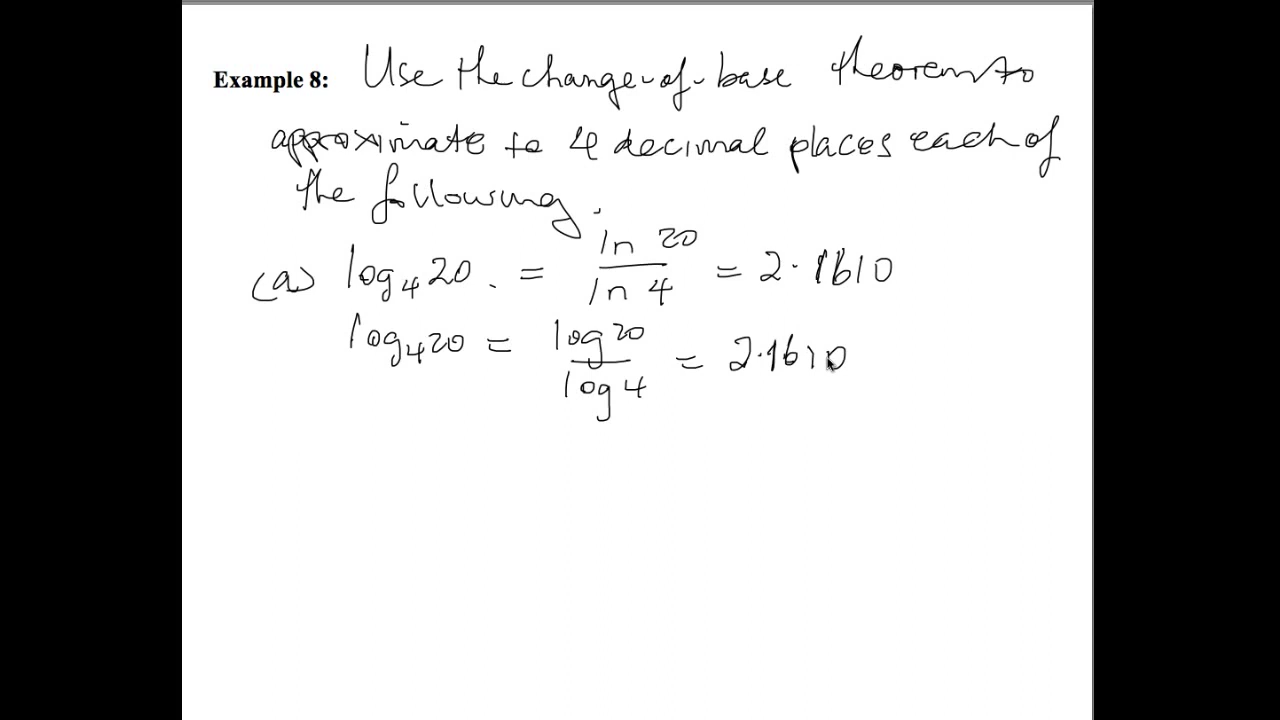 Example 8: Use the change-of-base theorem to
approximate to 4 decimal places each of
the following.
(a) log₄20. = ln 20 / ln 4 = 2.1610
log₄20 = log 20 / log 4 = 2.1610